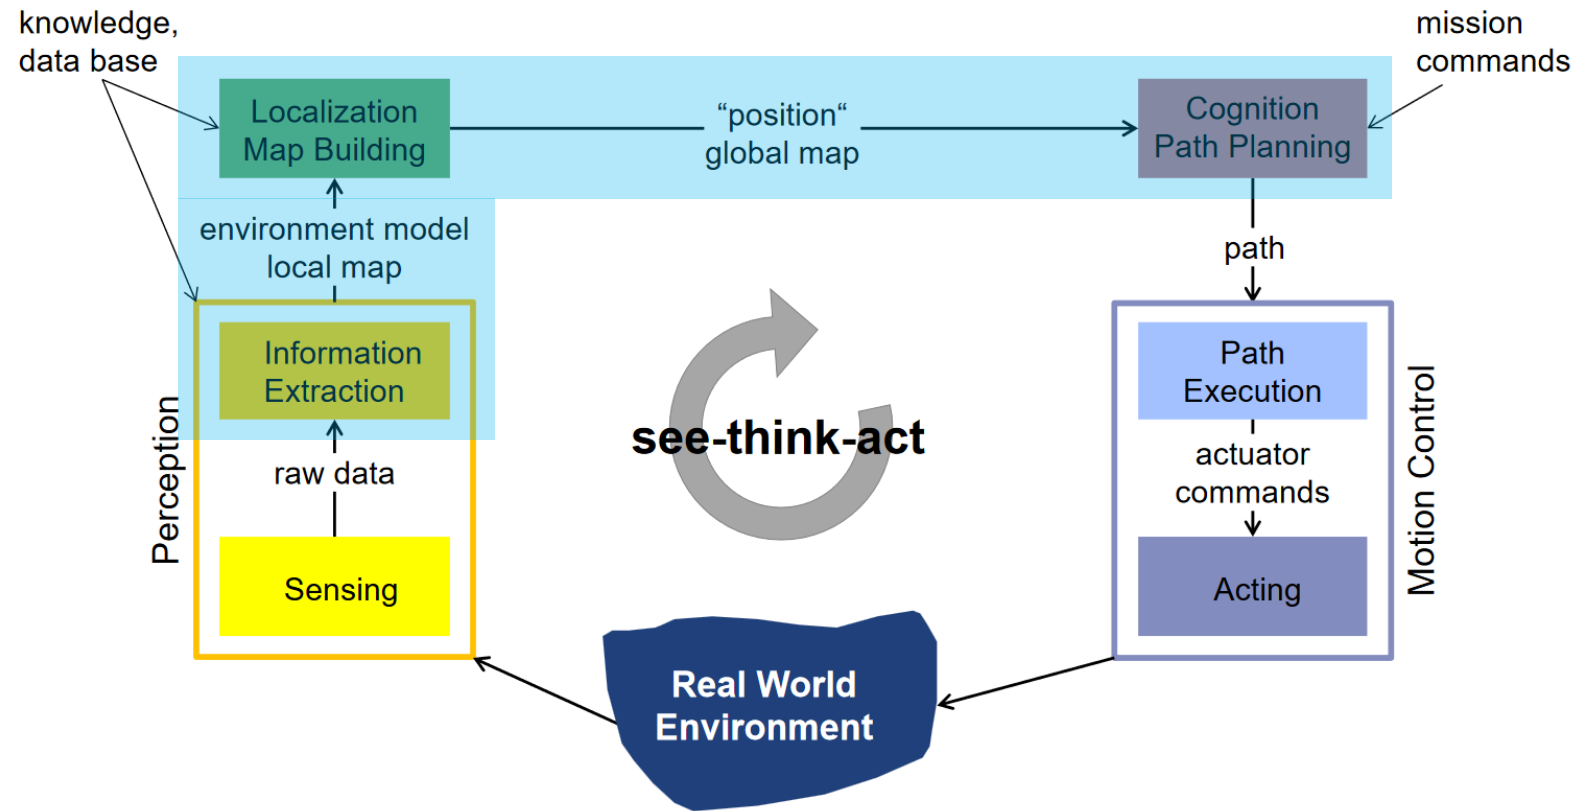 knowledge,
data base
mission
commands
Localization
Map Building
“position“
global map
Cognition
Path Planning
environment model
local map
path
Information
Extraction
Path
Execution
see-think-act
Perception
raw data
actuator
commands
Motion Control
Sensing
Acting
Real World
Environment